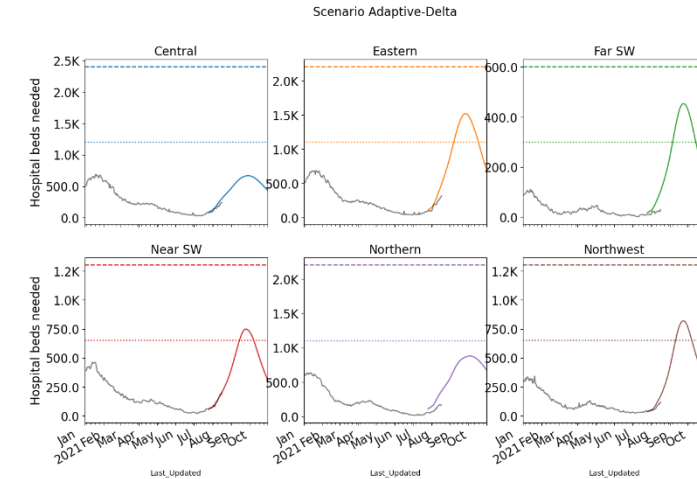 Scenario Adaptive-Delta
Central
Eastern
Far SW
Hospital beds needed
2.5K
2.0K
1.5K
1.0K
500.0
0.0
2.0K
1.5K
1.0K
500.0
0.0
600.0
400.0
200.0
0.0
Near SW
Northern
Northwest
Hospital beds needed
1.2K
1.0K
750.0
500.0
250.0
0.0
2.0K
1.0K
500.0
0.0
1.2K
1.0K
750.0
500.0
250.0
0.0
Jan 2021 Feb Mar Apr May Jun Jul Aug Sep Oct
Jan 2021 Feb Mar Apr May Jun Jul Aug Sep Oct
Jan 2021 Feb Mar Apr May Jun Jul Aug Sep Oct
Last_Updated
Last_Updated
Last_Updated